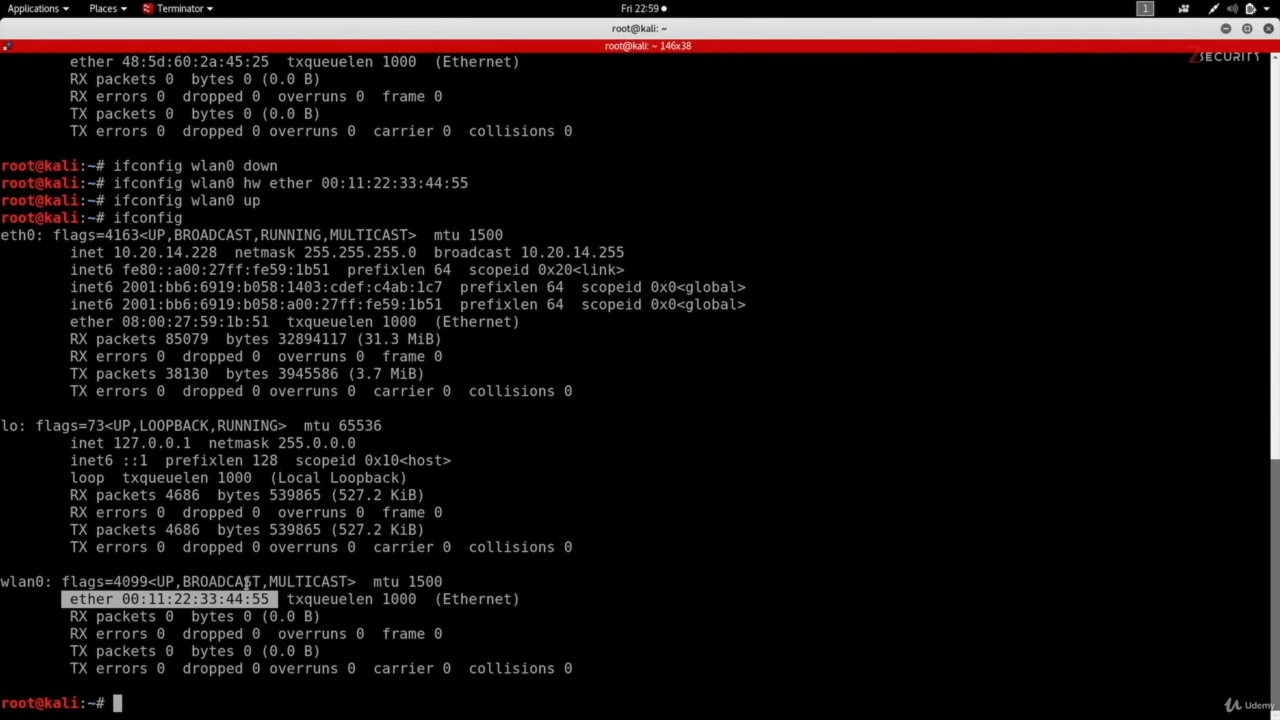 Applications Places Terminator Fri 22:59 1
root@kali: ~
root@kali: ~ 146x38
ZSECURITY
ether 48:5d:60:2a:45:25 txqueuelen 1000 (Ethernet)
RX packets 0 bytes 0 (0.0 B)
RX errors 0 dropped 0 overruns 0 frame 0
TX packets 0 bytes 0 (0.0 B)
TX errors 0 dropped 0 overruns 0 carrier 0 collisions 0
root@kali:~# ifconfig wlan0 down
root@kali:~# ifconfig wlan0 hw ether 00:11:22:33:44:55
root@kali:~# ifconfig wlan0 up
root@kali:~# ifconfig
eth0: flags=4163<UP,BROADCAST,RUNNING,MULTICAST> mtu 1500
inet 10.20.14.228 netmask 255.255.255.0 broadcast 10.20.14.255
inet6 fe80::a00:27ff:fe59:1b51 prefixlen 64 scopeid 0x20<link>
inet6 2001:bb6:6919:b058:1403:cdef:c4ab:1c7 prefixlen 64 scopeid 0x0<global>
inet6 2001:bb6:6919:b058:a00:27ff:fe59:1b51 prefixlen 64 scopeid 0x0<global>
ether 08:00:27:59:1b:51 txqueuelen 1000 (Ethernet)
RX packets 85079 bytes 32894117 (31.3 MiB)
RX errors 0 dropped 0 overruns 0 frame 0
TX packets 38130 bytes 3945586 (3.7 MiB)
TX errors 0 dropped 0 overruns 0 carrier 0 collisions 0
lo: flags=73<UP,LOOPBACK,RUNNING> mtu 65536
inet 127.0.0.1 netmask 255.0.0.0
inet6 ::1 prefixlen 128 scopeid 0x10<host>
loop txqueuelen 1000 (Local Loopback)
RX packets 4686 bytes 539865 (527.2 KiB)
RX errors 0 dropped 0 overruns 0 frame 0
TX packets 4686 bytes 539865 (527.2 KiB)
TX errors 0 dropped 0 overruns 0 carrier 0 collisions 0
wlan0: flags=4099<UP,BROADCAST,MULTICAST> mtu 1500
ether 00:11:22:33:44:55 txqueuelen 1000 (Ethernet)
RX packets 0 bytes 0 (0.0 B)
RX errors 0 dropped 0 overruns 0 frame 0
TX packets 0 bytes 0 (0.0 B)
TX errors 0 dropped 0 overruns 0 carrier 0 collisions 0
root@kali:~#
Udemy